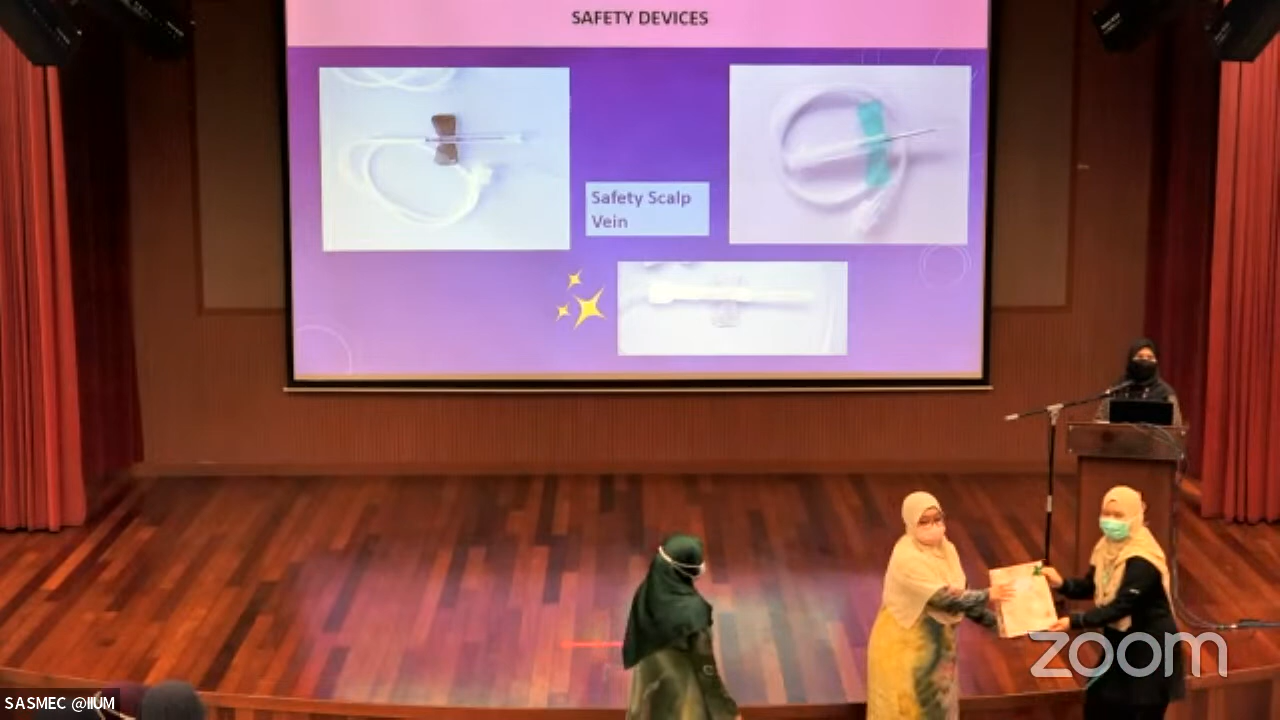 SAFETY DEVICES
Safety Scalp
Vein
zoom
SASMEC @IIUM